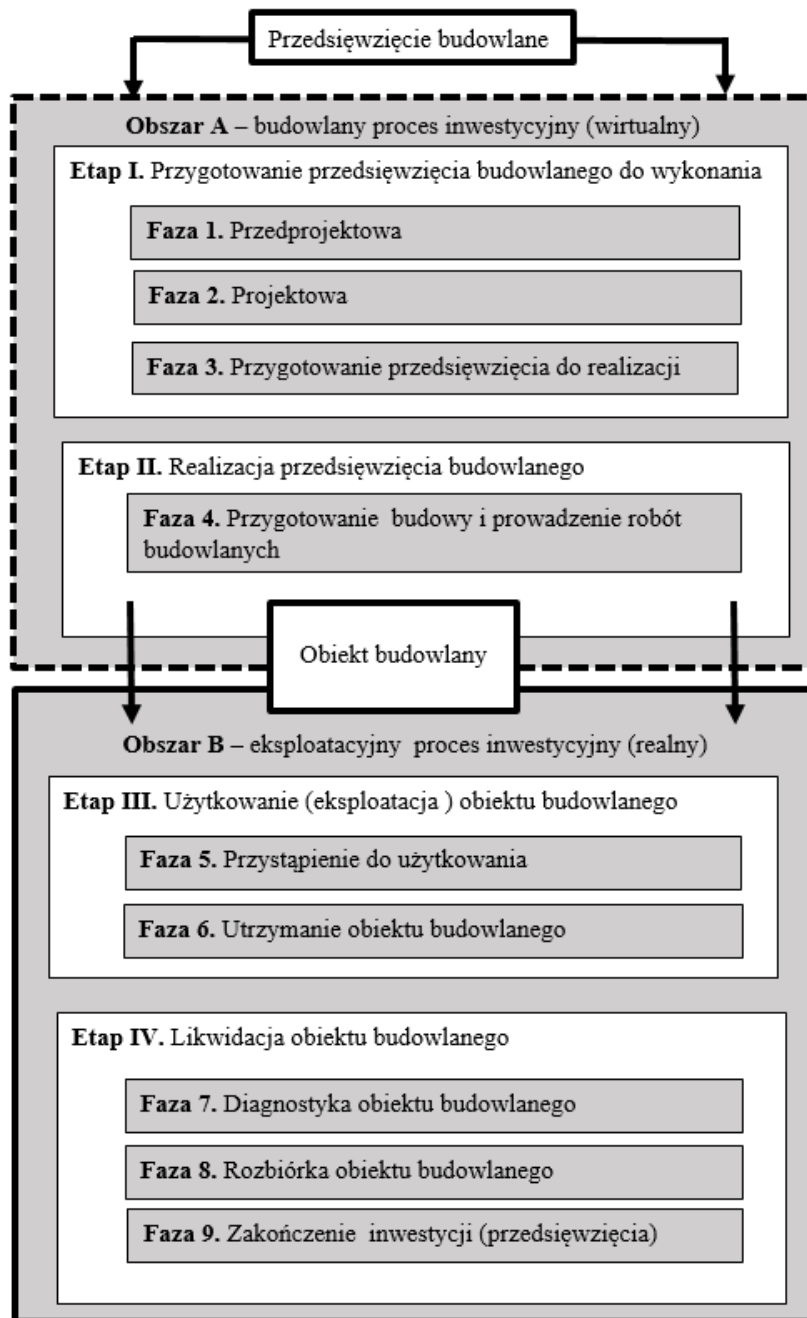 Przedsięwzięcie budowlane
Obszar A – budowlany proces inwestycyjny (wirtualny)
Etap I. Przygotowanie przedsięwzięcia budowlanego do wykonania
Faza 1. Przedprojektowa
Faza 2. Projektowa
Faza 3. Przygotowanie przedsięwzięcia do realizacji
Etap II. Realizacja przedsięwzięcia budowlanego
Faza 4. Przygotowanie budowy i prowadzenie robót
budowlanych
Obiekt budowlany
Obszar B – eksploatacyjny proces inwestycyjny (realny)
Etap III. Użytkowanie (eksploatacja ) obiektu budowlanego
Faza 5. Przystąpienie do użytkowania
Faza 6. Utrzymanie obiektu budowlanego
Etap IV. Likwidacja obiektu budowlanego
Faza 7. Diagnostyka obiektu budowlanego
Faza 8. Rozbiórka obiektu budowlanego
Faza 9. Zakończenie inwestycji (przedsięwzięcia)